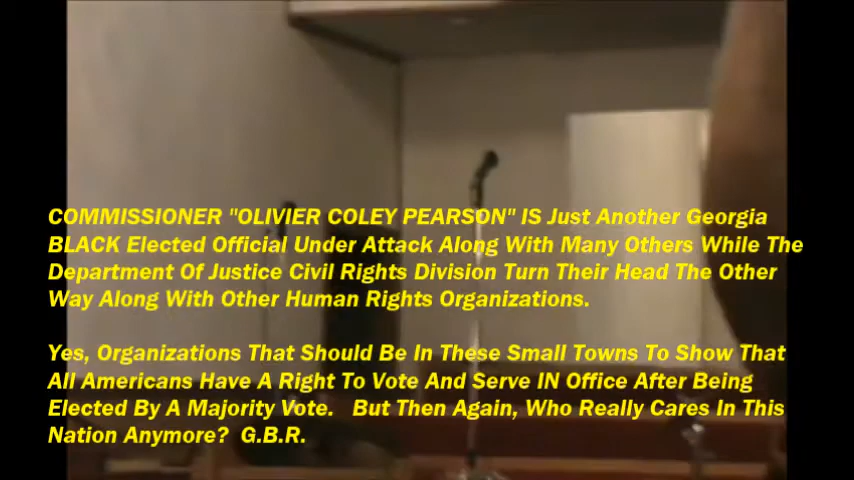 COMMISSIONER "OLIVIER COLEY PEARSON" IS Just Another Georgia
BLACK Elected Official Under Attack Along With Many Others While The
Department Of Justice Civil Rights Division Turn Their Head The Other
Way Along With Other Human Rights Organizations.
Yes, Organizations That Should Be In These Small Towns To Show That
All Americans Have A Right To Vote And Serve IN Office After Being
Elected By A Majority Vote. But Then Again, Who Really Cares In This
Nation Anymore? G.B.R.